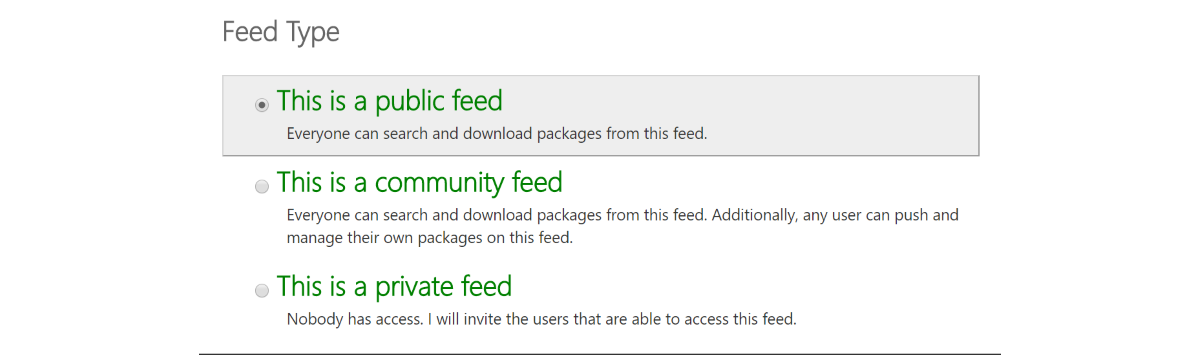 Feed Type
This is a public feed
Everyone can search and download packages from this feed.
This is a community feed
Everyone can search and download packages from this feed. Additionally, any user can push and
manage their own packages on this feed.
This is a private feed
Nobody has access. I will invite the users that are able to access this feed.